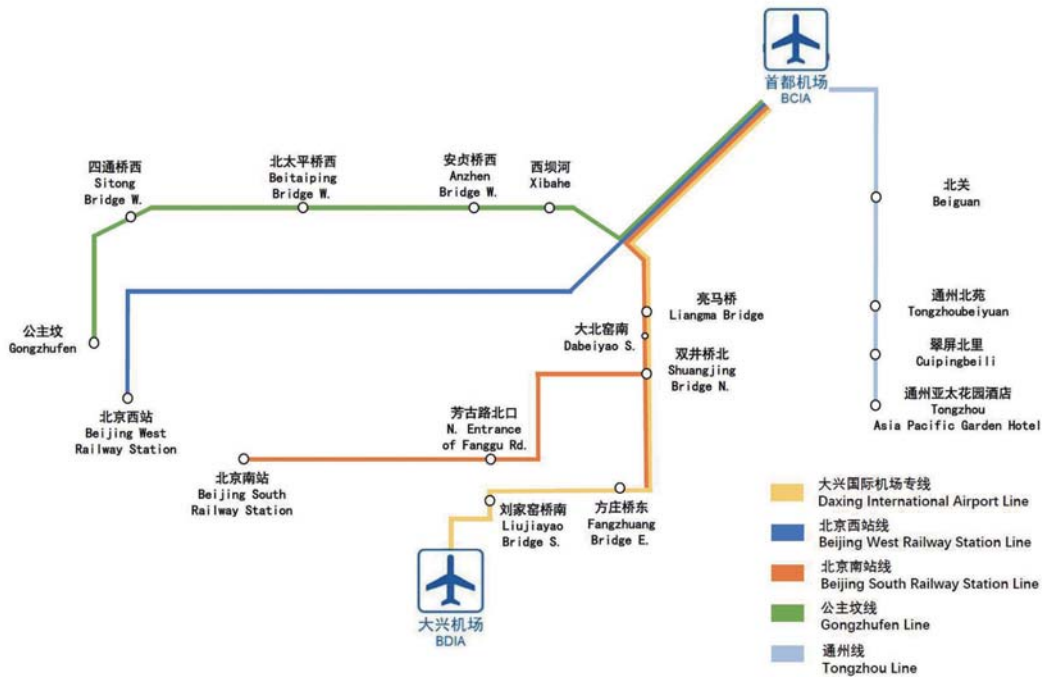 首都机场
BCIA
四通桥西
Sitong
Bridge W.
北太平桥西
Beitaiping
Bridge W.
安贞桥西
Anzhen
Bridge W.
西坝河
Xibahe
北关
Beiguan
公主坟
Gongzhufen
亮马桥
Liangma Bridge
大北窑南
Dabeiyao S.
双井桥北
Shuangjing
Bridge N.
通州北苑
Tongzhoubeiyuan
翠屏北里
Cuipingbeili
通州亚太花园酒店
Tongzhou
Asia Pacific Garden Hotel
北京西站
Beijing West
Railway Station
芳古路北口
N. Entrance
of Fanggu Rd.
北京南站
Beijing South
Railway Station
刘家窑桥南
Liujiayao
Bridge S.
方庄桥东
Fangzhuang
Bridge E.
大兴机场
BDIA
大兴国际机场专线
Daxing International Airport Line
北京西站线
Beijing West Railway Station Line
北京南站线
Beijing South Railway Station Line
公主坟线
Gongzhufen Line
通州线
Tongzhou Line